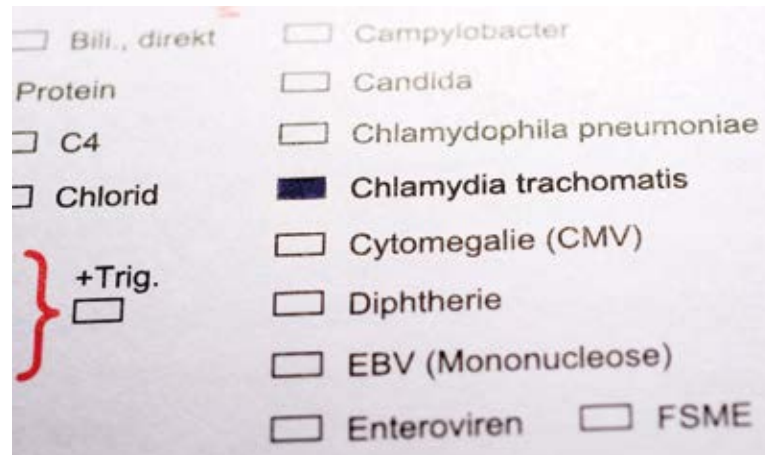 Bili., direkt
Campylobacter
Protein
Candida
C4
Chlamydophila pneumoniae
Chlorid
Chlamydia trachomatis
+Trig.
Cytomegalie (CMV)
Diphtherie
EBV (Mononucleose)
Enteroviren
FSME